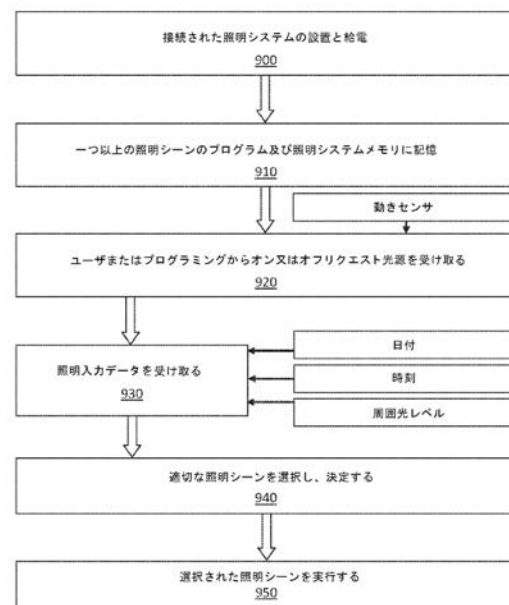 接続された照明システムの設置と給電
900
一つ以上の照明シーンのプログラム及び照明システムメモリに記憶
910
動きセンサ
ユーザまたはプログラミングからオン又はオフリクエスト光源を受け取る
920
照明入力データを受け取る
930
日付
時刻
周囲光レベル
適切な照明シーンを選択し、決定する
940
選択された照明シーンを実行する
950